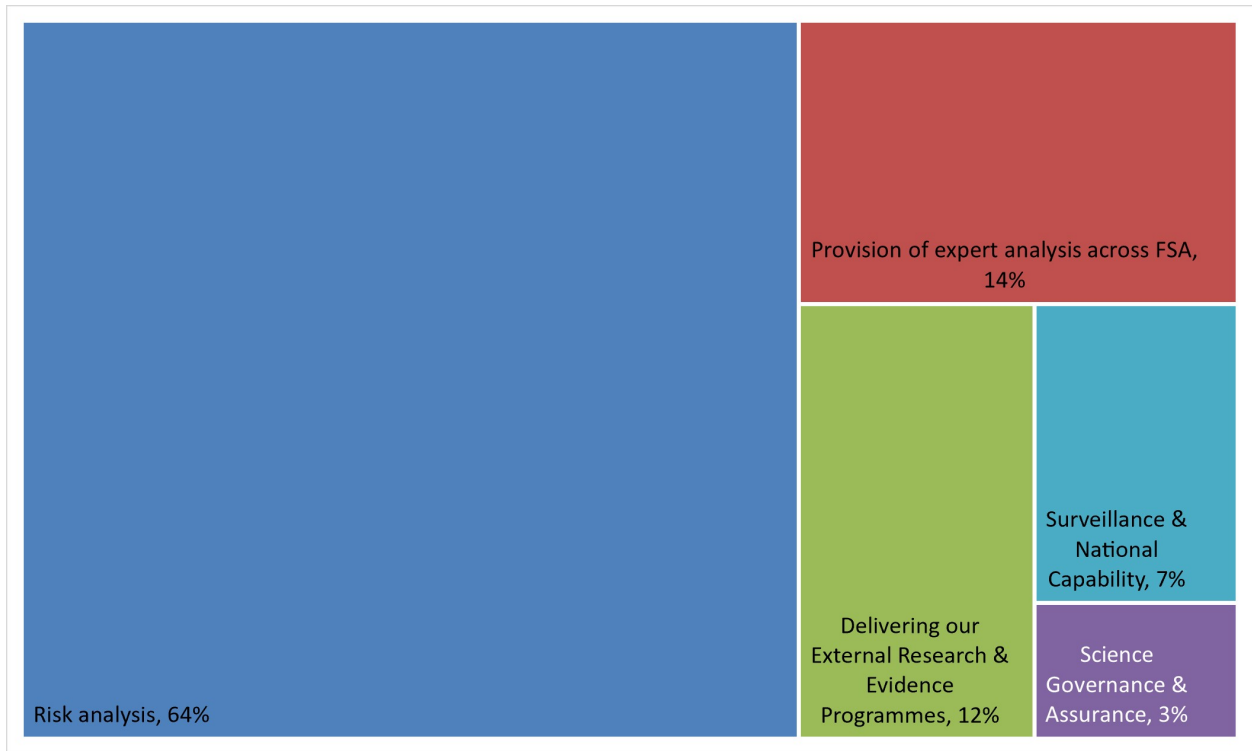 Risk analysis, 64%
Provision of expert analysis across FSA,
14%
Delivering our
External Research &
Evidence
Programmes, 12%
Surveillance &
National
Capability, 7%
Science
Governance &
Assurance, 3%